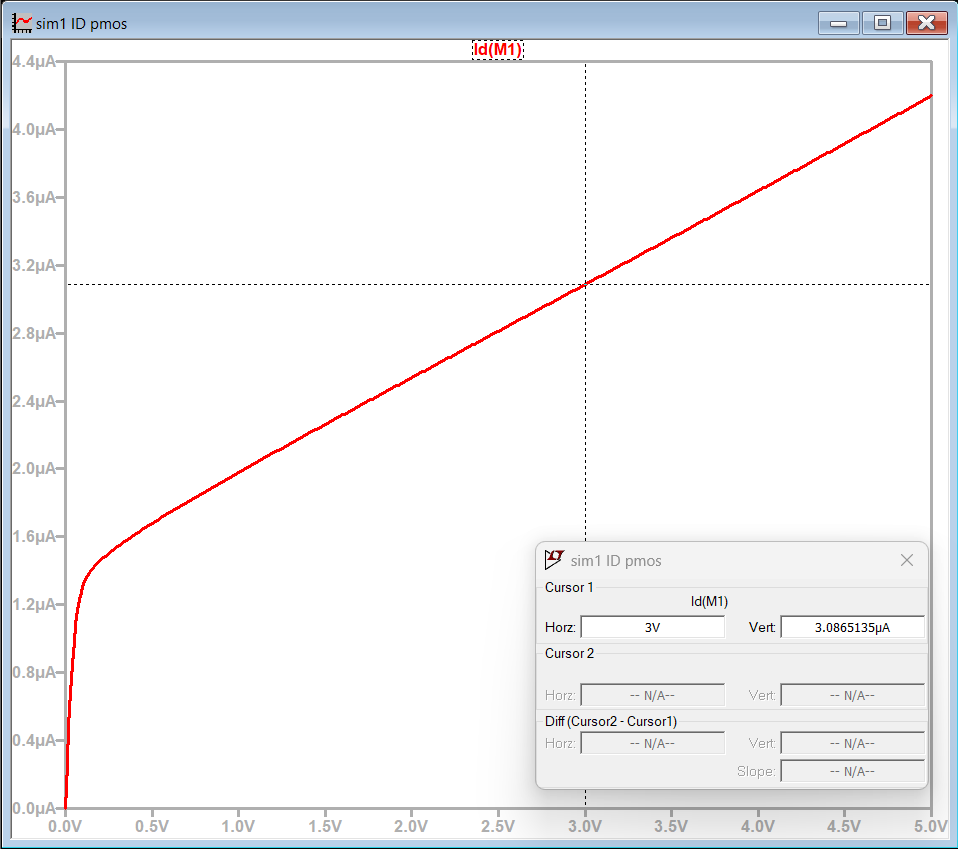 sim1 ID pmos
Id(M1)
4.4µA
4.0µA
3.6µA
3.2µA
2.8µA
2.4µA
2.0µA
1.6µA
1.2µA
0.8µA
0.4µA
0.0µA
0.0V 0.5V 1.0V 1.5V 2.0V 2.5V 3.0V 3.5V 4.0V 4.5V 5.0V
sim1 ID pmos
Cursor 1
Id(M1)
Horz: 3V Vert: 3.0865135µA
Cursor 2
Horz: -- N/A-- Vert: -- N/A--
Diff (Cursor2 - Cursor1)
Horz: -- N/A-- Vert: -- N/A--
Slope: -- N/A--